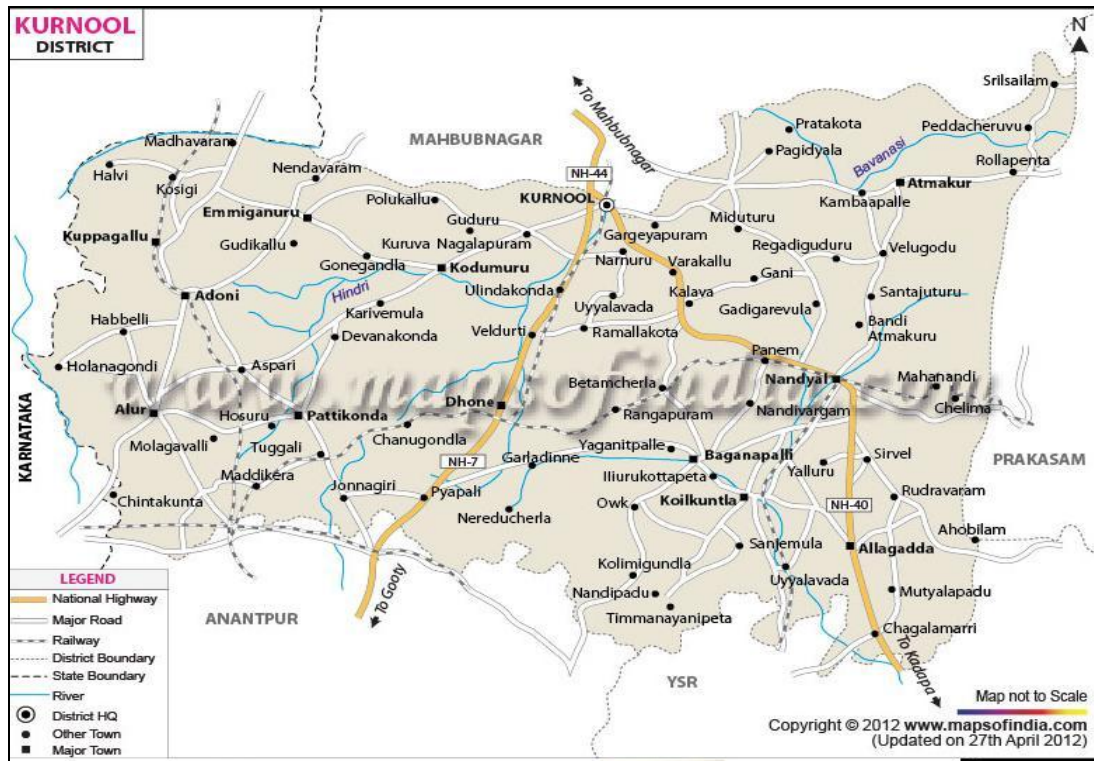 KURNOOL
DISTRICT
N
To Mahbubnagar
Srilsailam
MAHBUBNAGAR
To Mahbubnagar
Pratakota
Peddacheruvu
Madhavaram
Pagidyala
Bavanasi
Halvi
Nendavaram
NH-44
Rollapenta
Kosigi
Atmakur
Polukallu
KURNOOL
Kambaapalle
Emmiganuru
Guduru
Miduturu
Kuppagallu
Gudikallu
Kuruva
Nagalapuram
Gargeyapuram
Regadiguduru
Velugodu
Gonegandla
Kodumuru
Narnuru
Varakallu
Gani
Adoni
Hindri
Ulindakonda
Uyyalavada
Kalava
Gadigarevula
Santajuturu
Karivemula
Habbelli
Devanakonda
Veldurti
Ramallakota
Bandi
Atmakuru
Holanagondi
Aspari
Panem
www.mapsofindia.com
Betamcherla
Nandyal
Mahanandi
Alur
Hosuru
Pattikonda
Dhone
Rangapuram
Nandivargam
Chelima
KARNATAKA
Molagavalli
Tuggali
Chanugondla
Yaganitpalle
NH-7
Garladinne
Baganapalli
Yalluru
Sirvel
PRAKASAM
Maddikera
Iliurukottapeta
Chintakunta
Jonnagiri
Pyapali
Owk
Koilkuntla
Rudravaram
Nereducherla
NH-40
Ahobilam
Sanjemula
Allagadda
Kolimigundla
Uyyalavada
LEGEND
National Highway
Major Road
Railway
District Boundary
State Boundary
River
District HQ
Other Town
Major Town
To Gooty
ANANTPUR
Nandipadu
Timmanayanipeta
Mutyalapadu
Chagalamarri
To Kadapa
YSR
Map not to Scale
Copyright © 2012 www.mapsofindia.com
(Updated on 27th April 2012)